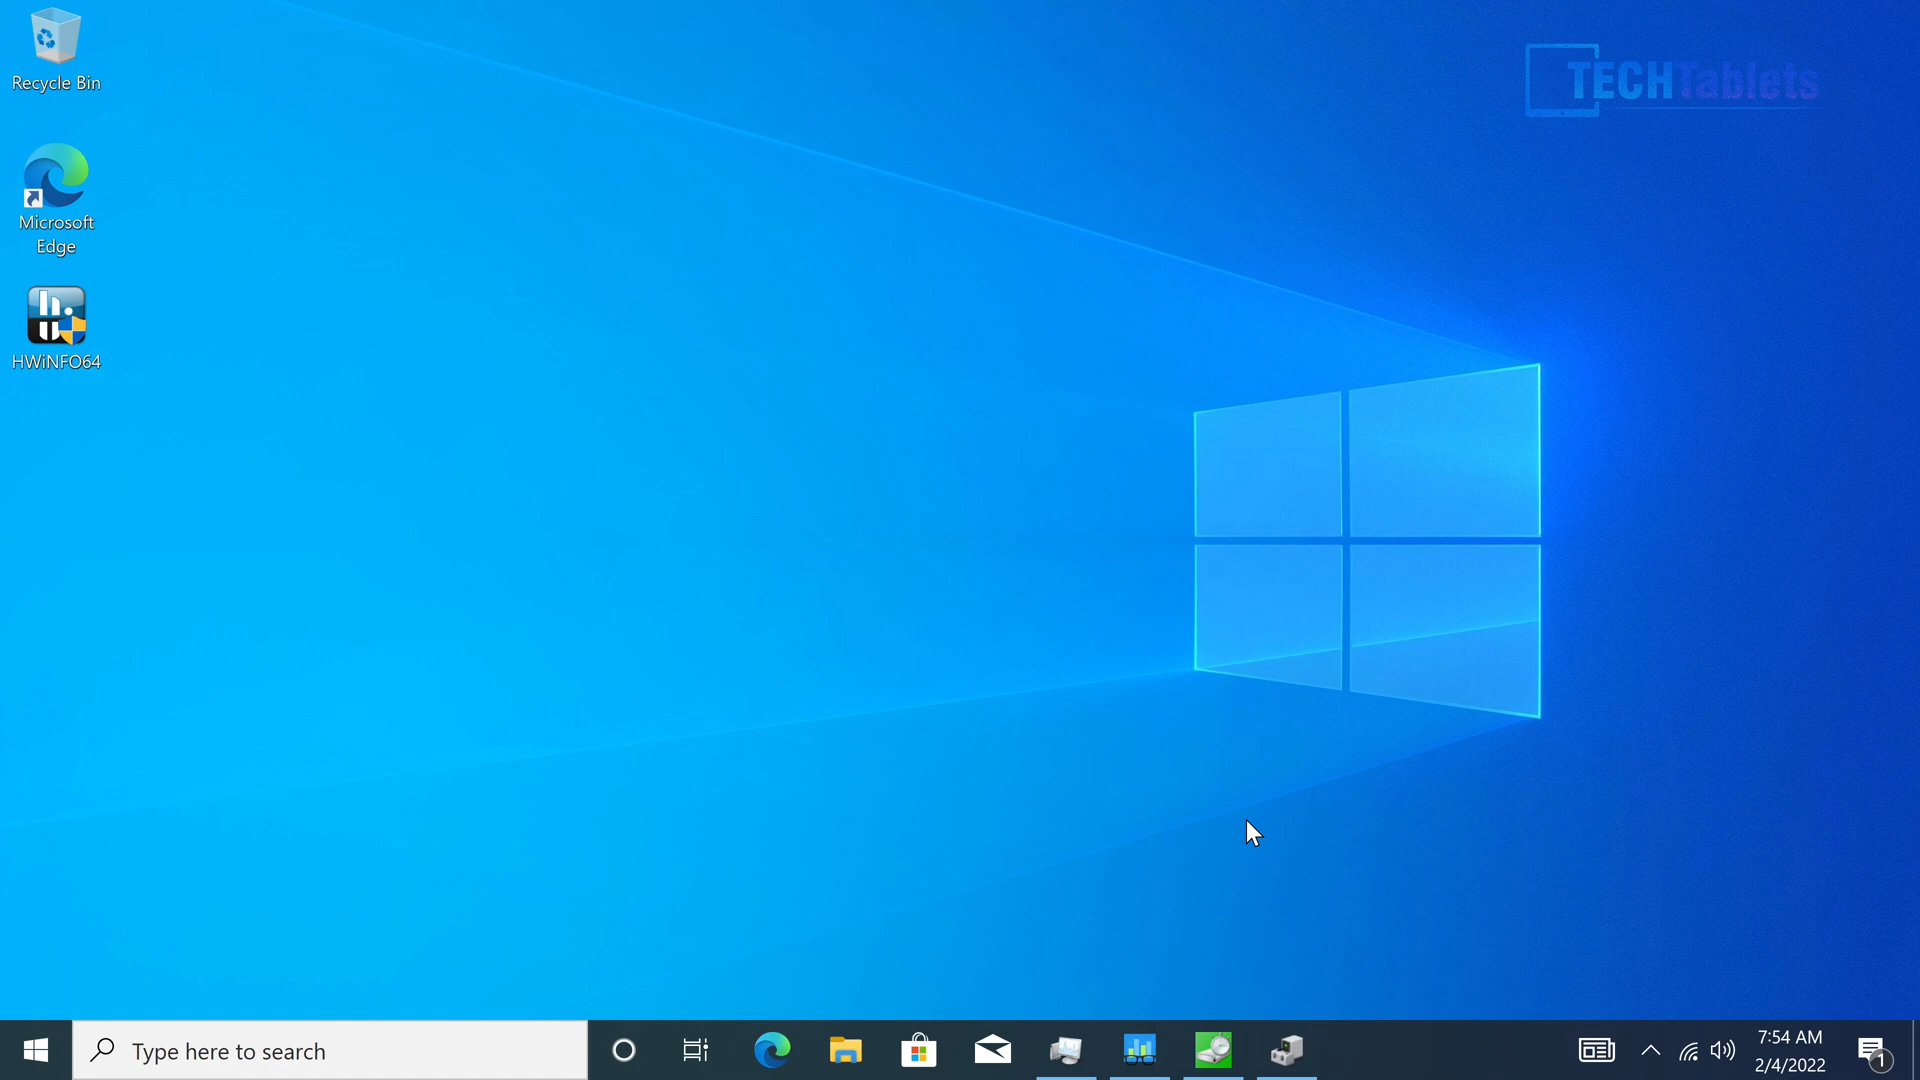 Recycle Bin
TECHTablets
Microsoft
Edge
HWiNFO64
Type here to search
7:54 AM
2/4/2022
1